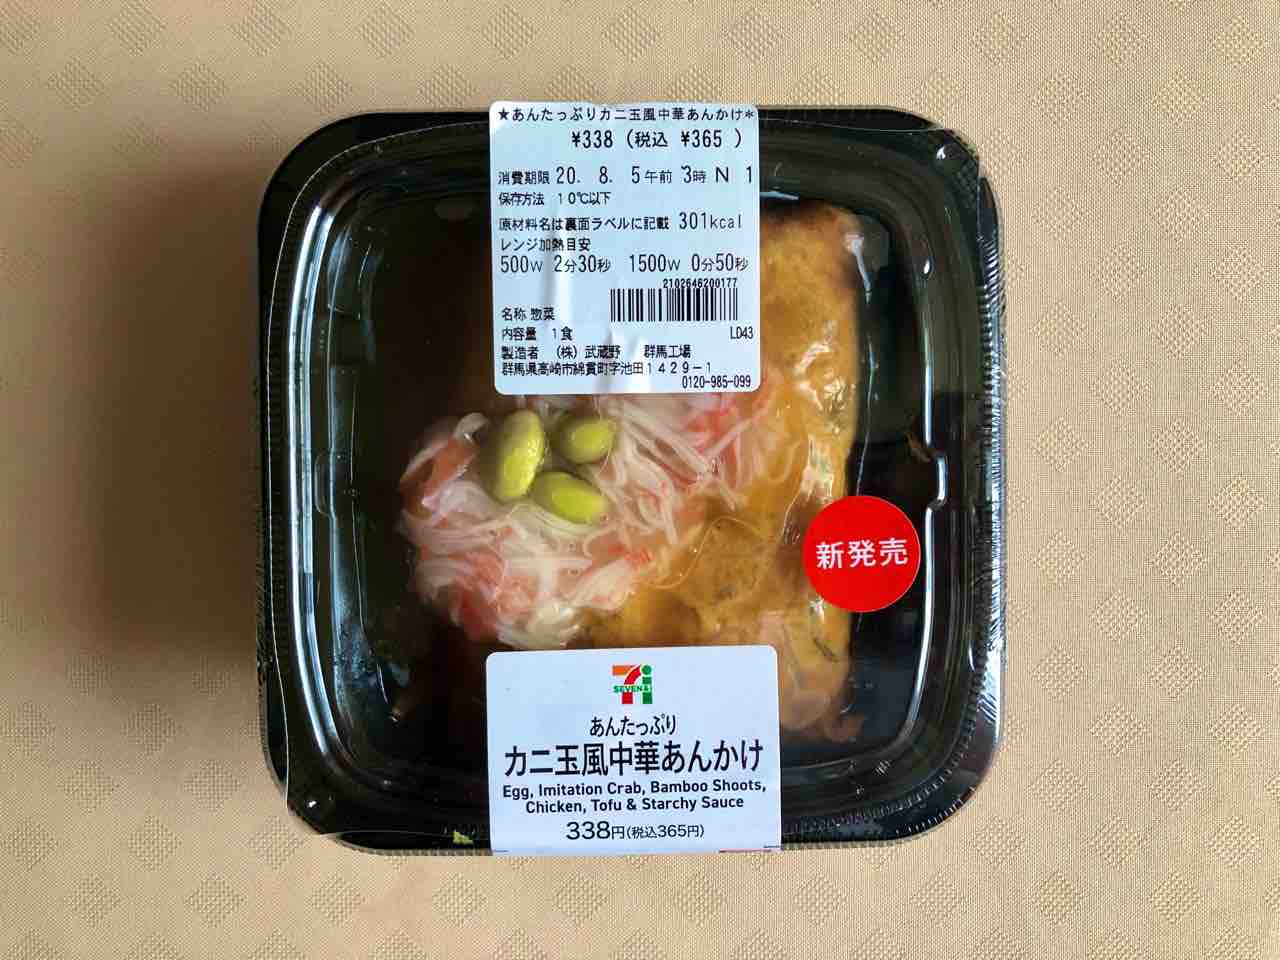 ★あんたっぷりカニ玉風中華あんかけ*
¥338 (税込 ¥365 )
消費期限 20. 8. 5午前 3時 N 1
保存方法 10℃以下
原材料名は裏面ラベルに記載 301kcal
レンジ加熱目安
500W 2分30秒 1500W 0分50秒
2102646200177
名称 惣菜
内容量 1食 LD43
製造者 (株)武蔵野 群馬工場
群馬県高崎市綿貫町字池田1429-1
0120-985-099
新発売
SEVEN&i
あんたっぷり
カニ玉風中華あんかけ
Egg, Imitation Crab, Bamboo Shoots,
Chicken, Tofu & Starchy Sauce
338円(税込365円)